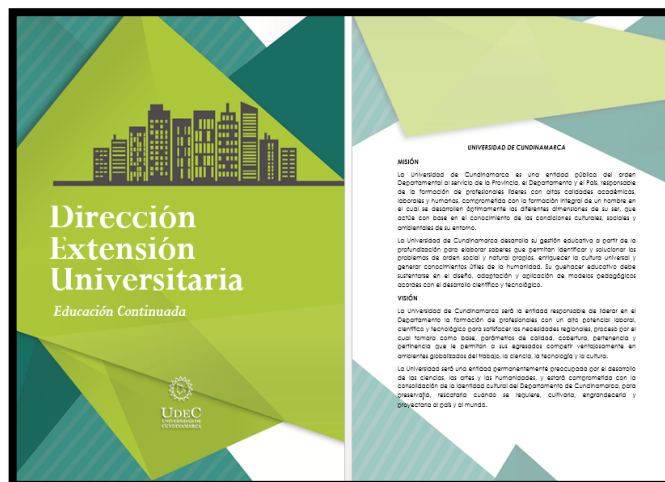 Dirección
Extensión
Universitaria
Educación Continuada
UDEC
UNIVERSIDAD DE
CUNDINAMARCA
UNIVERSIDAD DE CUNDINAMARCA
MISIÓN
La Universidad de Cundinamarca es una entidad pública del orden
Departamental al servicio de la Provincia, el Departamento y el País, responsable
de la formación de profesionales líderes con altas calidades académicas,
laborales y humanas, comprometida con la formación integral de un hombre en
el cual se desarrollen óptimamente las diferentes dimensiones de su ser, que
actúe con base en el conocimiento de las condiciones culturales, sociales y
ambientales de su entorno.
La Universidad de Cundinamarca desarrolla su gestión educativa a partir de la
profundización para elaborar saberes que permitan identificar y solucionar los
problemas de orden social y natural propios, enriquecer la cultura universal y
generar conocimientos útiles de la humanidad. Su quehacer educativo debe
sustentarse en el diseño, adaptación y aplicación de modelos pedagógicos
acordes con el desarrollo científico y tecnológico.
VISIÓN
La Universidad de Cundinamarca será la entidad responsable de liderar en el
Departamento la formación de profesionales con un alto potencial laboral,
científico y tecnológico para satisfacer las necesidades regionales, proceso por el
cual tomara como base, parámetros de calidad, cobertura, pertenencia y
pertinencia que le permitan a sus egresados competir ventajosamente en
ambientes globalizados del trabajo, la ciencia, la tecnología y la cultura.
La Universidad será una entidad permanentemente preocupada por el desarrollo
de las ciencias, las artes y las humanidades, y estará comprometida con la
consolidación de la identidad cultural del Departamento de Cundinamarca, para
preservarla, rescatarla cuando se requiere, cultivarla, engrandecerla y
proyectarla al país y al mundo.